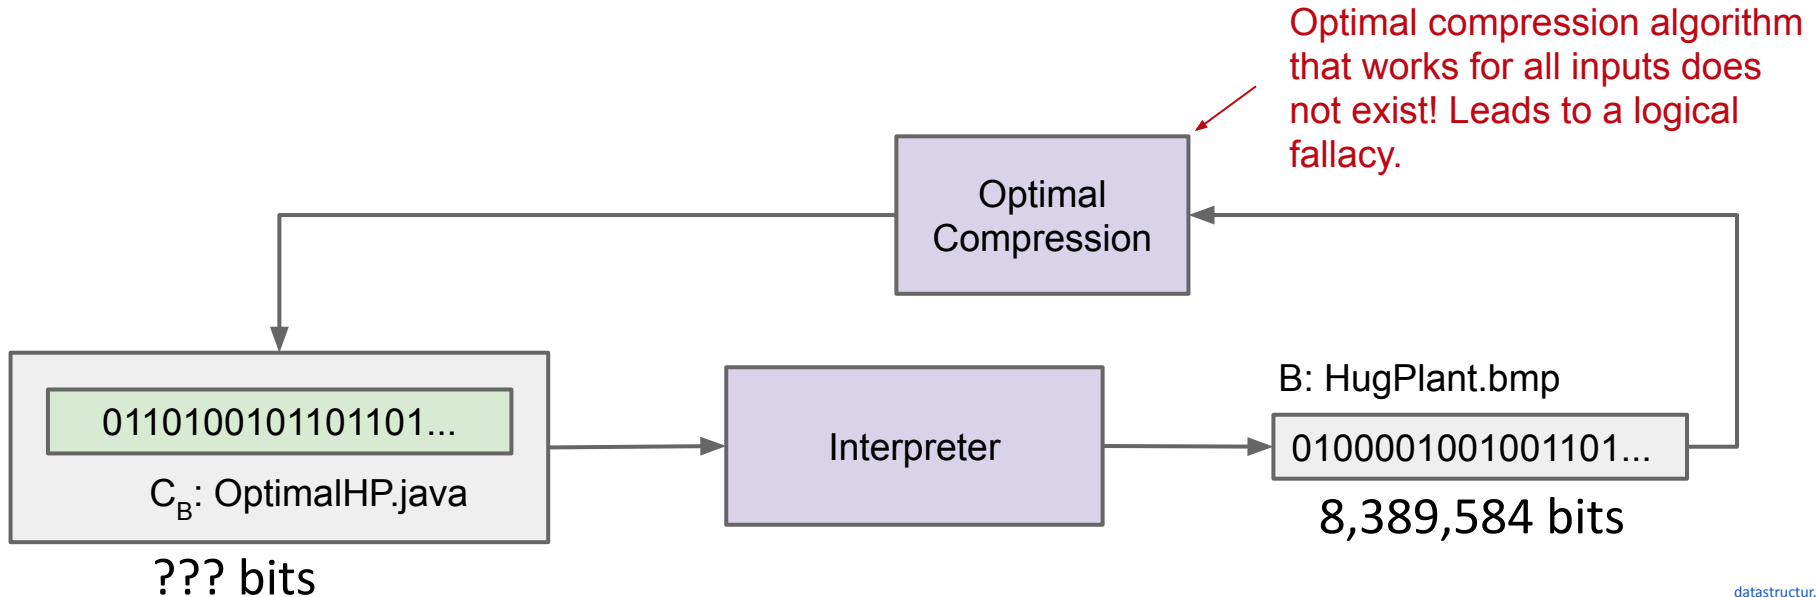 Optimal compression algorithm
that works for all inputs does
not exist! Leads to a logical
fallacy.
Optimal
Compression
0110100101101101...
C_B: OptimalHP.java
??? bits
Interpreter
B: HugPlant.bmp
0100001001001101...
8,389,584 bits
datastructur.